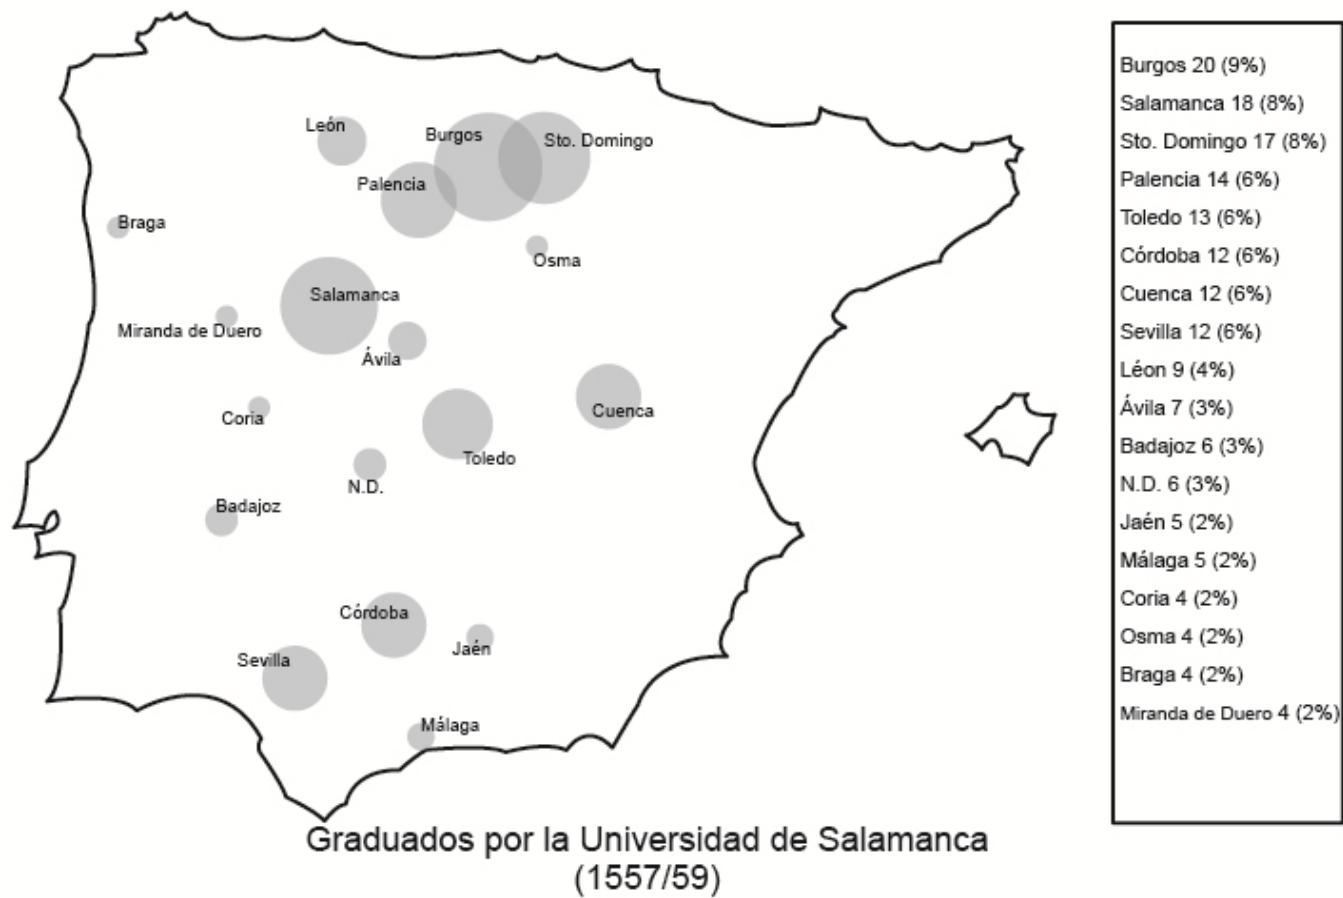 León
Burgos
Sto. Domingo
Palencia
Braga
Osma
Salamanca
Miranda de Duero
Ávila
Coria
Cuenca
Toledo
N.D.
Badajoz
Córdoba
Jaén
Sevilla
Málaga
Graduados por la Universidad de Salamanca
(1557/59)
Burgos 20 (9%)
Salamanca 18 (8%)
Sto. Domingo 17 (8%)
Palencia 14 (6%)
Toledo 13 (6%)
Córdoba 12 (6%)
Cuenca 12 (6%)
Sevilla 12 (6%)
Léon 9 (4%)
Ávila 7 (3%)
Badajoz 6 (3%)
N.D. 6 (3%)
Jaén 5 (2%)
Málaga 5 (2%)
Coria 4 (2%)
Osma 4 (2%)
Braga 4 (2%)
Miranda de Duero 4 (2%)